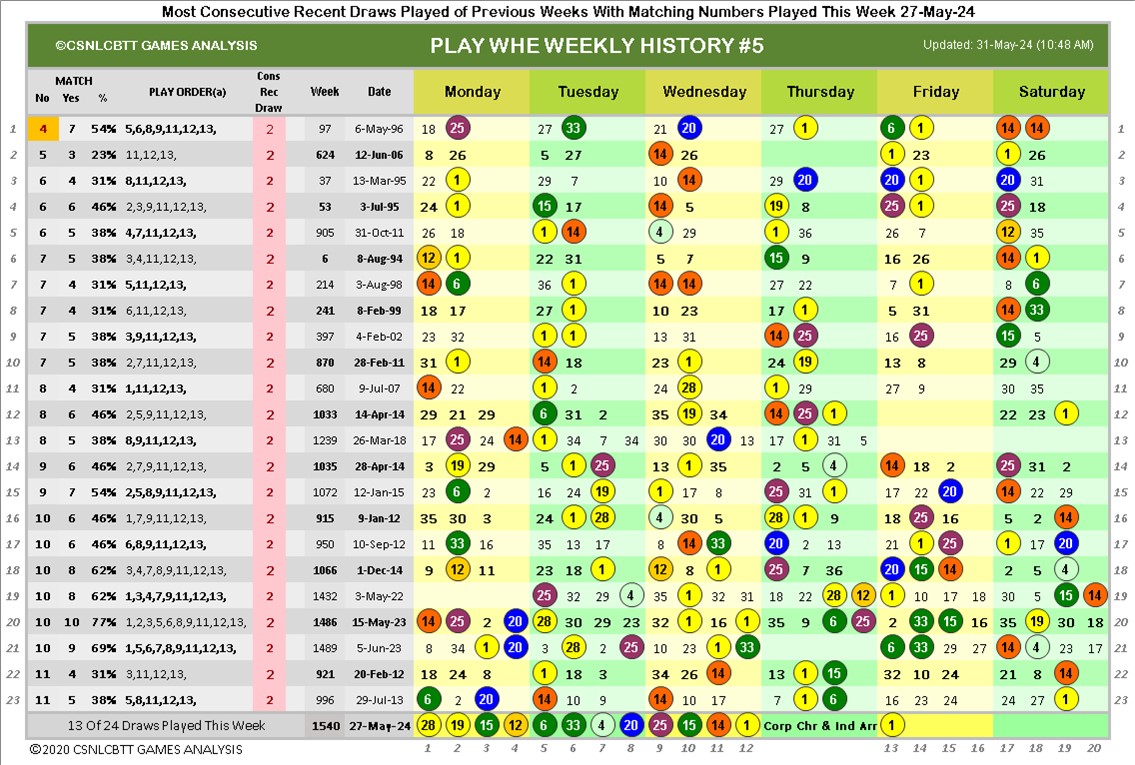 Most Consecutive Recent Draws Played of Previous Weeks With Matching Numbers Played This Week 27-May-24
©CSNLCBTT GAMES ANALYSIS PLAY WHE WEEKLY HISTORY #5 Updated: 31-May-24 (10:48 AM)
MATCH No Yes % PLAY ORDER(a) Cons Rec Draw Week Date Monday Tuesday Wednesday Thursday Friday Saturday
1 4 7 54% 5,6,8,9,11,12,13, 2 97 6-May-96 18 25 27 33 21 20 27 1 6 1 14 14 1
2 5 3 23% 11,12,13, 2 624 12-Jun-06 8 26 5 27 14 26 1 23 1 26 2
3 6 4 31% 8,11,12,13, 2 37 13-Mar-95 22 1 29 7 10 14 29 20 20 1 20 31 3
4 6 6 46% 2,3,9,11,12,13, 2 53 3-Jul-95 24 1 15 17 14 5 19 8 25 1 25 18 4
5 6 5 38% 4,7,11,12,13, 2 905 31-Oct-11 26 18 1 14 4 29 1 36 26 7 12 35 5
6 7 5 38% 3,4,11,12,13, 2 6 8-Aug-94 12 1 22 31 5 7 15 9 16 26 14 1 6
7 7 4 31% 5,11,12,13, 2 214 3-Aug-98 14 6 36 1 14 14 27 22 7 1 8 6 7
8 7 4 31% 6,11,12,13, 2 241 8-Feb-99 18 17 27 1 10 23 17 1 5 31 14 33 8
9 7 5 38% 3,9,11,12,13, 2 397 4-Feb-02 23 32 1 1 13 31 14 25 16 25 15 5 9
10 7 5 38% 2,7,11,12,13, 2 870 28-Feb-11 31 1 14 18 23 1 24 19 13 8 29 4 10
11 8 4 31% 1,11,12,13, 2 680 9-Jul-07 14 22 1 2 24 28 1 29 27 9 30 35 11
12 8 6 46% 2,5,9,11,12,13, 2 1033 14-Apr-14 29 21 29 6 31 2 35 19 34 14 25 1 22 23 1 12
13 8 5 38% 8,9,11,12,13, 2 1239 26-Mar-18 17 25 24 14 1 34 7 34 30 30 20 13 17 1 31 5 13
14 9 6 46% 2,7,9,11,12,13, 2 1035 28-Apr-14 3 19 29 5 1 25 13 1 35 2 5 4 14 18 2 25 31 2 14
15 9 7 54% 2,5,8,9,11,12,13, 2 1072 12-Jan-15 23 6 2 16 24 19 1 17 8 25 31 1 17 22 20 14 22 29 15
16 10 6 46% 1,7,9,11,12,13, 2 915 9-Jan-12 35 30 3 24 1 28 4 30 5 28 1 9 18 25 16 5 2 14 16
17 10 6 46% 6,8,9,11,12,13, 2 950 10-Sep-12 11 33 16 35 13 17 8 14 33 20 2 13 21 1 25 1 17 20 17
18 10 8 62% 3,4,7,8,9,11,12,13, 2 1066 1-Dec-14 9 12 11 23 18 1 12 8 1 25 7 36 20 15 14 2 5 4 18
19 10 8 62% 1,3,4,7,9,11,12,13, 2 1432 3-May-22 25 32 29 4 35 1 32 31 18 22 28 12 1 10 17 18 30 5 15 14 19
20 10 10 77% 1,2,3,5,6,8,9,11,12,13, 2 1486 15-May-23 14 25 2 20 28 30 29 23 32 1 16 1 35 9 6 25 2 33 15 16 35 19 30 18 20
21 10 9 69% 1,5,6,7,8,9,11,12,13, 2 1489 5-Jun-23 8 34 1 20 3 28 2 25 10 23 1 33 6 33 29 27 14 4 23 17 21
22 11 4 31% 3,11,12,13, 2 921 20-Feb-12 18 24 8 1 18 3 34 26 14 13 1 15 32 10 24 21 8 14 22
23 11 5 38% 5,8,11,12,13, 2 996 29-Jul-13 6 2 20 14 10 9 14 10 17 7 1 6 16 23 24 24 27 1 23
13 Of 24 Draws Played This Week 1540 27-May-24 28 19 15 12 6 33 4 20 25 15 14 1 Corp Chr & Ind Arr 1
©2020 CSNLCBTT GAMES ANALYSIS 1 2 3 4 5 6 7 8 9 10 11 12 13 14 15 16 17 18 19 20